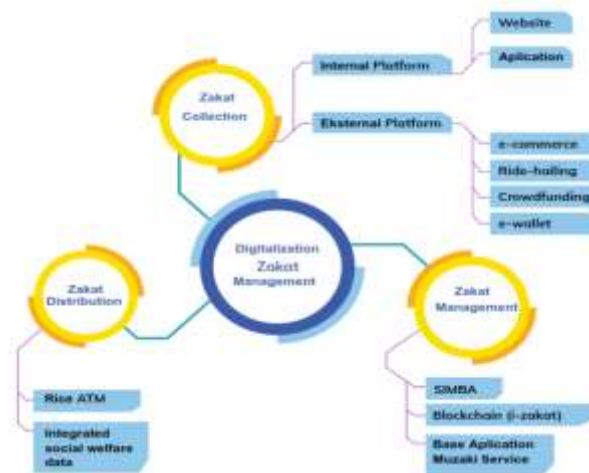 Website
Zakat
Collection
Internal Platform
Aplication
Eksternal Platform
e-commerce
Ride-hailing
Crowdfunding
e-wallet
Digitalization
Zakat
Management
Zakat
Distribution
Zakat
Management
Rice ATM
Integrated
social welfare
data
SIMBA
Blockchain (i-zakat)
Base Aplication
Muzaki Service